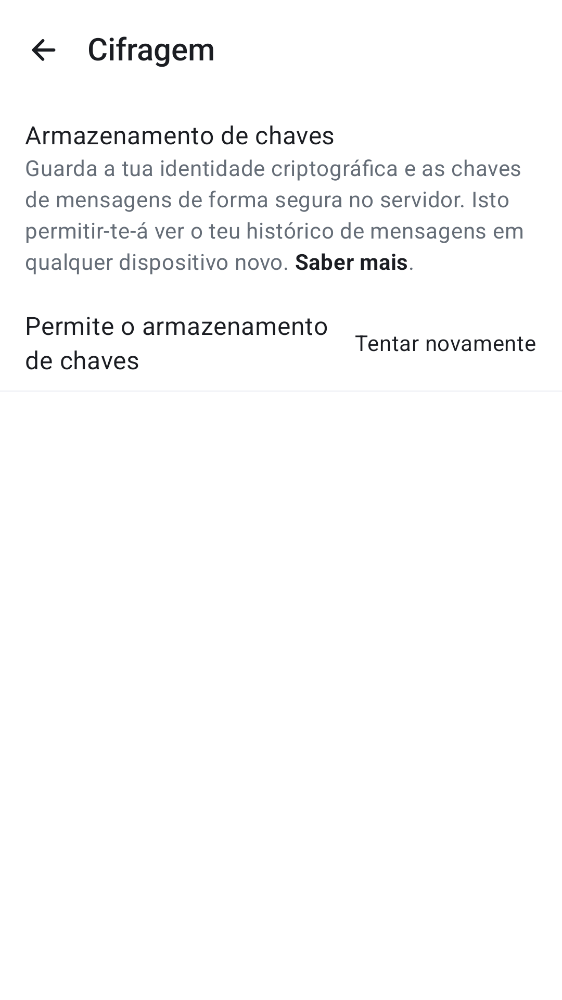 Cifragem
Armazenamento de chaves
Guarda a tua identidade criptográfica e as chaves
de mensagens de forma segura no servidor. Isto
permitir-te-á ver o teu histórico de mensagens em
qualquer dispositivo novo. Saber mais.
Permite o armazenamento
de chaves
Tentar novamente